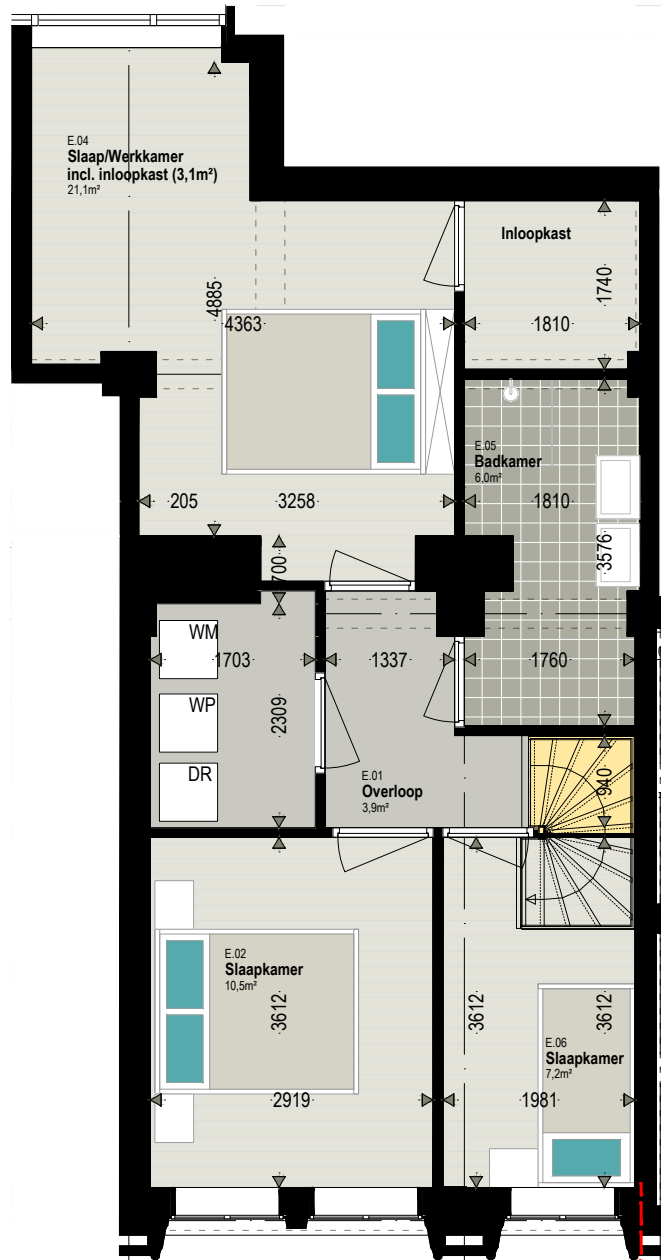 E.04
Slaap/Werkkamer
incl. inloopkast (3,1m²)
21,1m²
Inloopkast
1740
4885
4363
1810
E.05
Badkamer
6,0m²
205
3258
1810
3576
700
WM
1703
1337
1760
WP
2309
DR
E.01
Overloop
3,9m²
940
E.02
Slaapkamer
10,5m²
3612
3612
3612
E.06
Slaapkamer
7,2m²
2919
1981